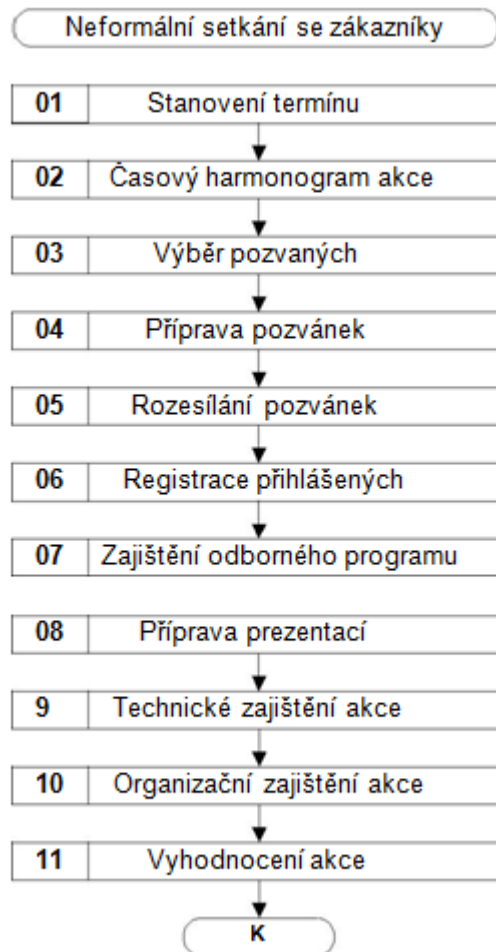 Neformální setkání se zákazníky
01 Stanovení termínu
02 Časový harmonogram akce
03 Výběr pozvaných
04 Příprava pozvánek
05 Rozesílání pozvánek
06 Registrace přihlášených
07 Zajištění odborného programu
08 Příprava prezentací
9 Technické zajištění akce
10 Organizační zajištění akce
11 Vyhodnocení akce
K